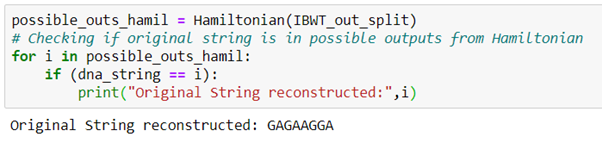 possible_outs_hamil = Hamiltonian(IBWT_out_split)
# Checking if original string is in possible outputs from Hamiltonian
for i in possible_outs_hamil:
    if (dna_string == i):
        print("Original String reconstructed:",i)
Original String reconstructed: GAGAAGGA